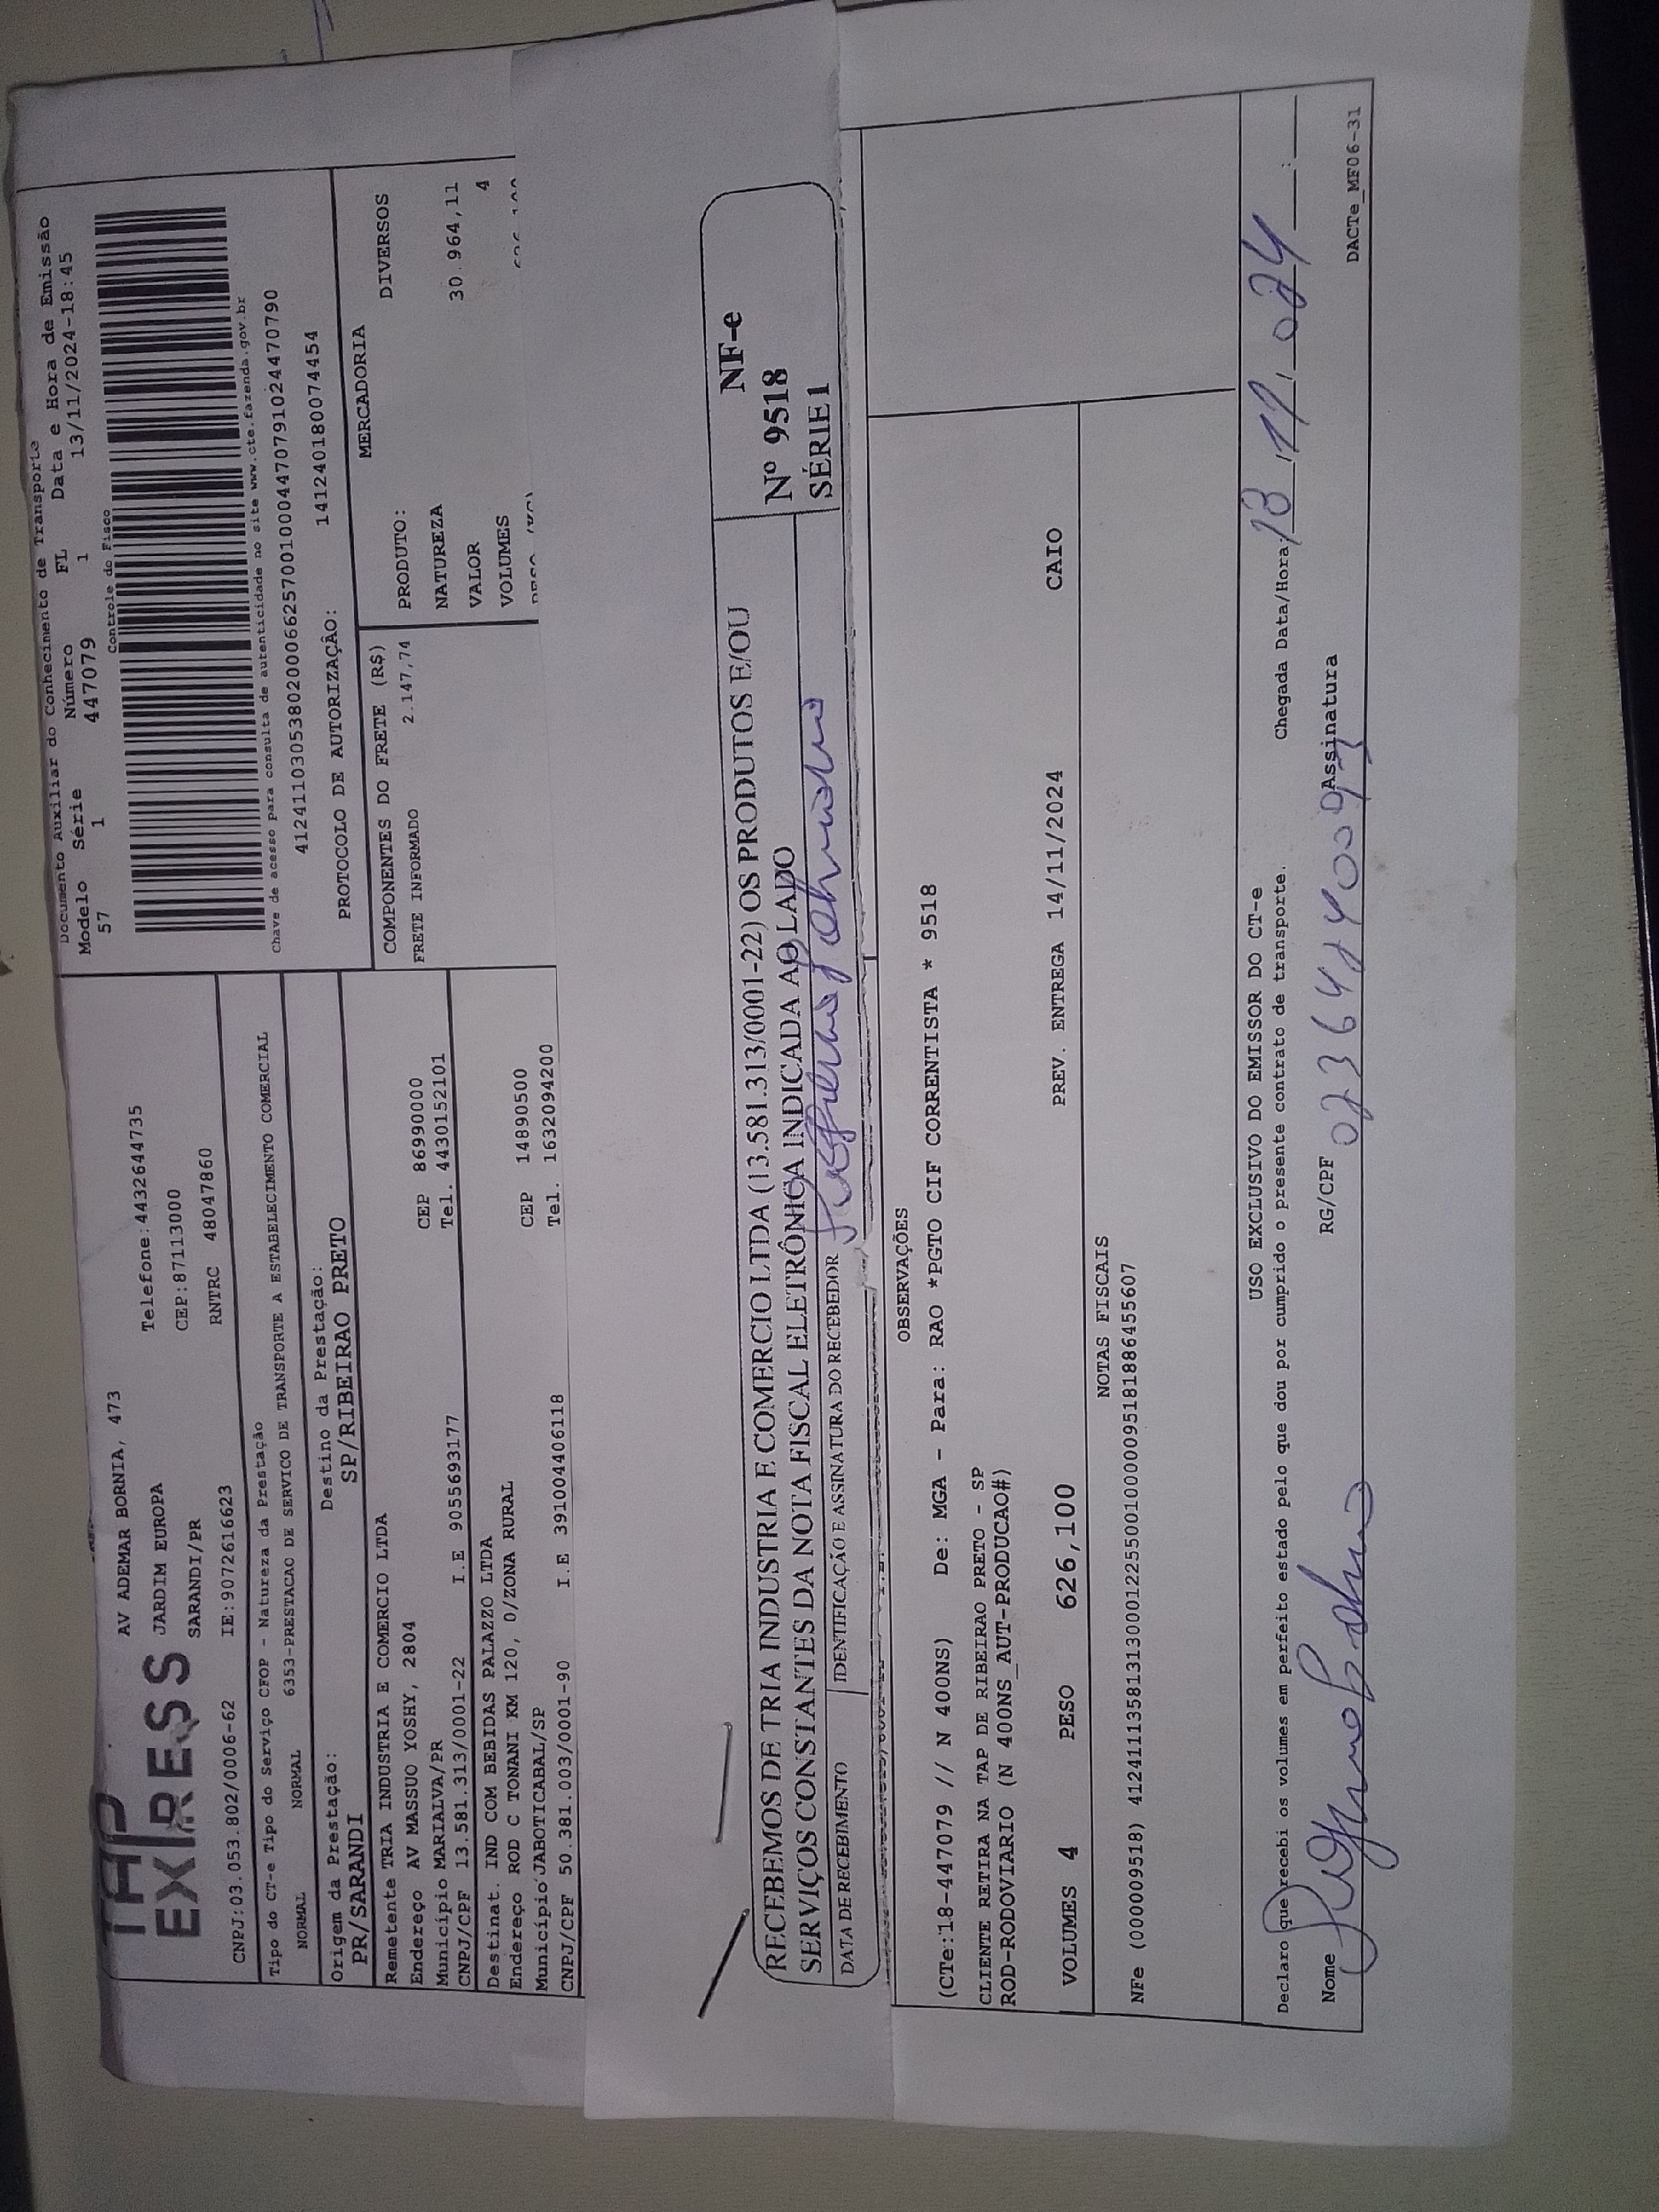 TAP
EXPRESS
AV ADEMAR BORNIA, 473
JARDIM EUROPA Telefone:4432644735
SARANDI/PR CEP:87113000
CNPJ:03.053.802/0006-62 IE:9072616623 RNTRC 48047860
Tipo do CT-e Tipo do Serviço CFOP - Natureza da Prestação
NORMAL NORMAL 6353-PRESTACAO DE SERVICO DE TRANSPORTE A ESTABELECIMENTO COMERCIAL
Origem da Prestação: Destino da Prestação:
PR/SARANDI SP/RIBEIRAO PRETO
Remetente TRIA INDUSTRIA E COMERCIO LTDA
Endereço AV MASSUO YOSHY, 2804 CEP 86990000
Município MARIALVA/PR Tel. 4430152101
CNPJ/CPF 13.581.313/0001-22 I.E 9055693177
Destinat. IND COM BEBIDAS PALAZZO LTDA
Endereço ROD C TONANI KM 120, 0/ZONA RURAL CEP 14890500
Município JABOTICABAL/SP Tel. 1632094200
CNPJ/CPF 50.381.003/0001-90 I.E 391004406118
Documento Auxiliar do Conhecimento de Transporte
Modelo Série Número FL Data e Hora de Emissão
57 1 447079 1 13/11/2024-18:45
Controle do Fisco
Chave de acesso para consulta de autenticidade no site www.cte.fazenda.gov.br
41241103053802000662570010004470791024470790
PROTOCOLO DE AUTORIZAÇÃO: 141240180074454
COMPONENTES DO FRETE (R$)
FRETE INFORMADO 2.147,74
MERCADORIA
PRODUTO: DIVERSOS
NATUREZA
VALOR 30.964,11
VOLUMES 4
RECEBEMOS DE TRIA INDUSTRIA E COMERCIO LTDA (13.581.313/0001-22) OS PRODUTOS E/OU
SERVIÇOS CONSTANTES DA NOTA FISCAL ELETRÔNICA INDICADA AO LADO
DATA DE RECEBIMENTO IDENTIFICAÇÃO E ASSINATURA DO RECEBEDOR
NF-e
Nº 9518
SÉRIE 1
OBSERVAÇÕES
(CTe:18-447079 // N 400NS) De: MGA - Para: RAO *PGTO CIF CORRENTISTA * 9518
CLIENTE RETIRA NA TAP DE RIBEIRAO PRETO - SP
ROD-RODOVIARIO (N 400NS_AUT-PRODUCAO#)
VOLUMES 4 PESO 626,100 PREV. ENTREGA 14/11/2024 CAIO
NOTAS FISCAIS
NFe (000009518) 41241113581313000122550010000095181886455607
USO EXCLUSIVO DO EMISSOR DO CT-e
Declaro que recebi os volumes em perfeito estado pelo que dou por cumprido o presente contrato de transporte. Chegada Data/Hora:
Nome RG/CPF Assinatura
DACTe_MF06-31